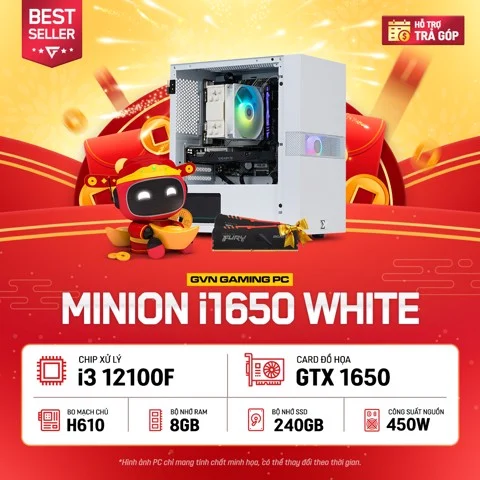 BEST
SELLER
HỖ TRỢ
TRẢ GÓP
FURY
GVN GAMING PC
MINION i1650 WHITE
CHIP XỬ LÝ
i3 12100F
CARD ĐỒ HỌA
GTX 1650
BO MẠCH CHỦ
H610
BỘ NHỚ RAM
8GB
BỘ NHỚ SSD
240GB
CÔNG SUẤT NGUỒN
450W
*Hình ảnh PC chỉ mang tính chất minh họa, có thể thay đổi theo thời gian.